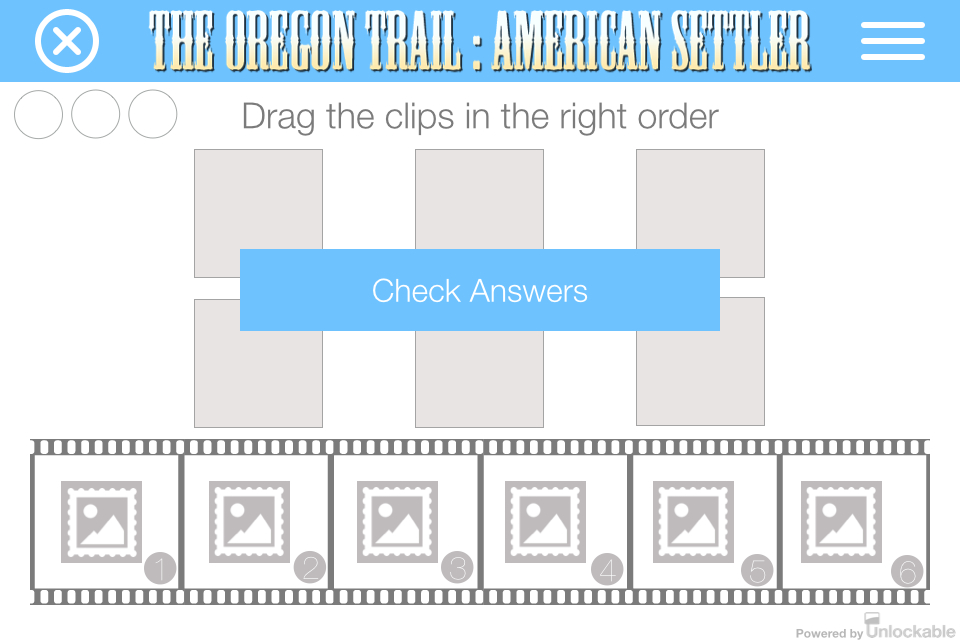 THE OREGON TRAIL : AMERICAN SETTLER
Drag the clips in the right order
Check Answers
1 2 3 4 5 6
Powered by Unlockable